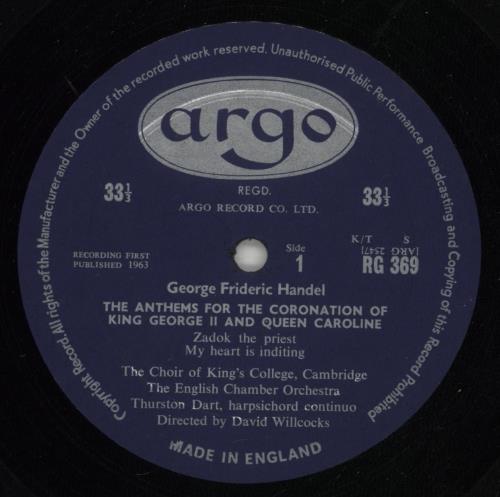 Copyright Record. All rights of the Manufacturer and the Owner of the recorded work reserved. Unauthorised Public Performance, Broadcasting and Copying of this Record Prohibited
argo
REGD.
ARGO RECORD CO. LTD.
33⅓
33⅓
RECORDING FIRST
PUBLISHED 1963
Side
1
K/T S
[ARG 2547]
RG 369
George Frideric Handel
THE ANTHEMS FOR THE CORONATION OF
KING GEORGE II AND QUEEN CAROLINE
Zadok the priest
My heart is inditing
The Choir of King's College, Cambridge
The English Chamber Orchestra
Thurston Dart, harpsichord continuo
Directed by David Willcocks
MADE IN ENGLAND